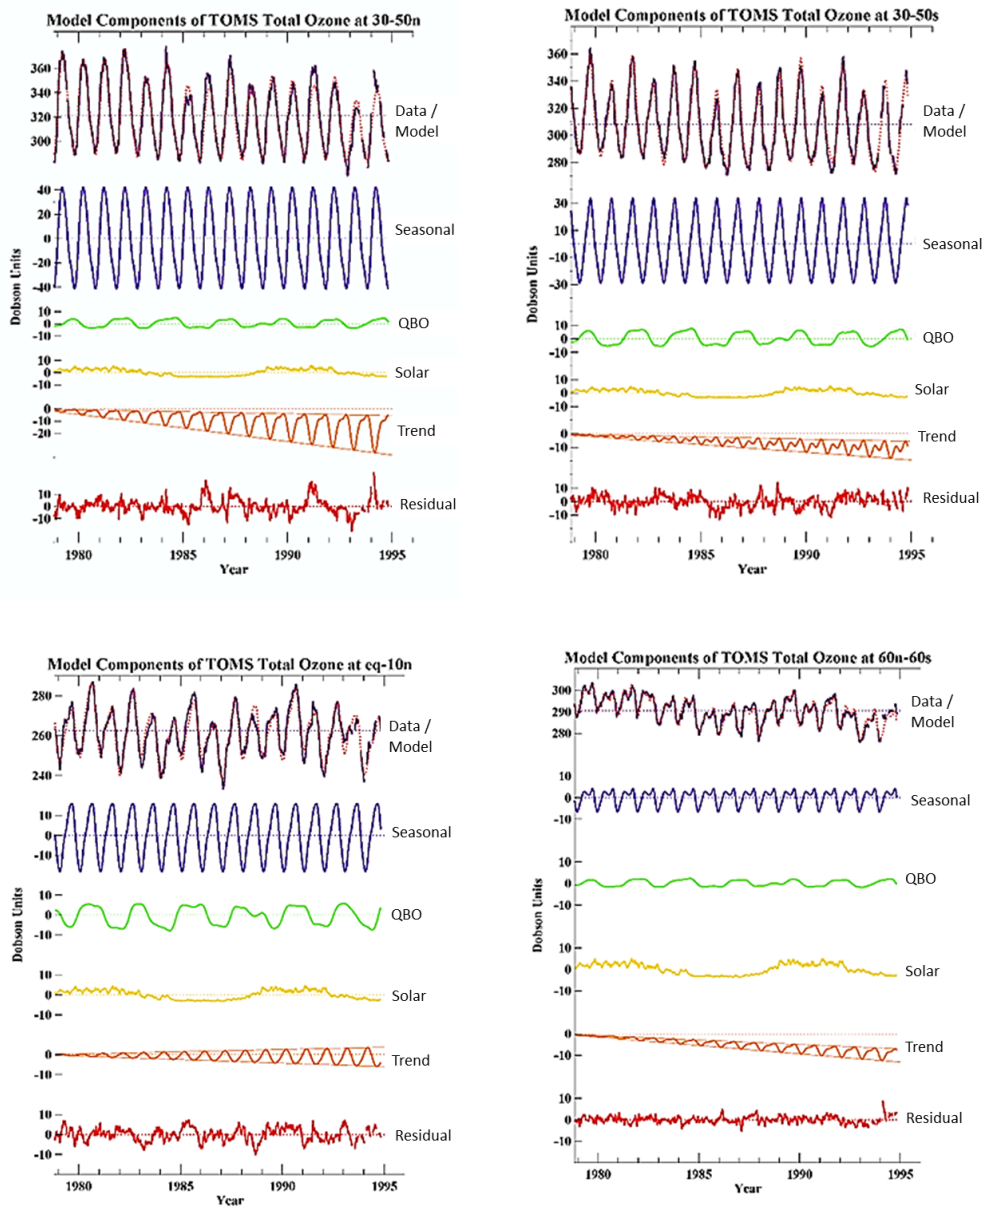 Model Components of TOMS Total Ozone at 30-50n
360
340
320
300
Data /
Model
40
20
0
-20
-40
Seasonal
Dobson Units
10
0
-10
QBO
10
0
-10
Solar
0
-10
-20
Trend
10
0
-10
Residual
1980 1985 1990 1995
Year
Model Components of TOMS Total Ozone at 30-50s
360
340
320
300
280
Data /
Model
30
10
-10
-30
Seasonal
Dobson Units
10
0
-10
QBO
10
0
-10
Solar
0
-10
Trend
10
0
-10
Residual
1980 1985 1990 1995
Year
Model Components of TOMS Total Ozone at eq-10n
280
260
240
Data /
Model
10
0
-10
Seasonal
Dobson Units
10
0
-10
QBO
10
0
-10
Solar
0
-10
Trend
10
0
-10
Residual
1980 1985 1990 1995
Year
Model Components of TOMS Total Ozone at 60n-60s
300
290
280
Data /
Model
10
0
-10
Seasonal
Dobson Units
10
0
-10
QBO
10
0
-10
Solar
0
-10
Trend
10
0
-10
Residual
1980 1985 1990 1995
Year